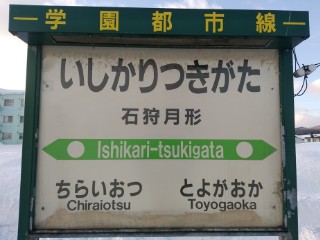 学園都市線
いしかりつきがた
石狩月形
Ishikari-tsukigata
ちらいおつ とよがおか
Chiraiotsu Toyogaoka